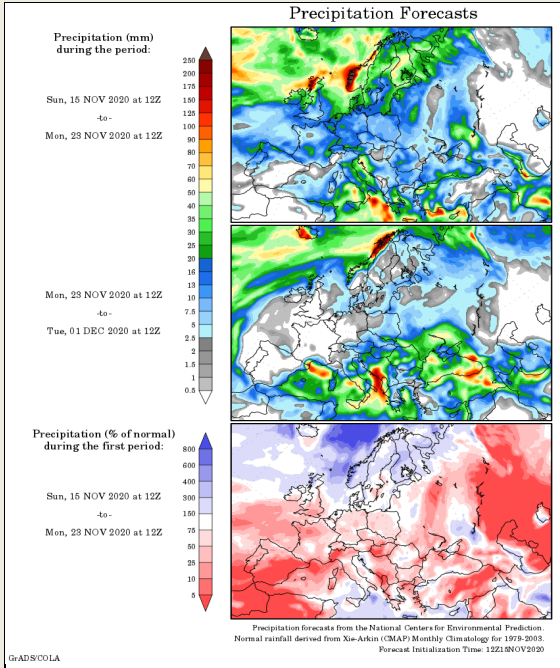 Precipitation Forecasts
Precipitation (mm)
during the period:
Sun, 15 NOV 2020 at 12Z
-to-
Mon, 23 NOV 2020 at 12Z
250
200
175
150
125
100
90
80
70
60
50
40
35
30
25
20
16
13
10
7.5
5
2.5
2
1.5
1
0.5
Mon, 23 NOV 2020 at 12Z
-to-
Tue, 01 DEC 2020 at 12Z
Precipitation (% of normal)
during the first period:
Sun, 15 NOV 2020 at 12Z
-to-
Mon, 23 NOV 2020 at 12Z
800
600
400
300
150
75
50
25
10
5
Precipitation forecasts from the National Centers for Environmental Prediction.
Normal rainfall derived from Xie-Arkin (CMAP) Monthly Climatology for 1979-2003.
Forecast Initialization Time: 12Z15NOV2020
GrADS/COLA